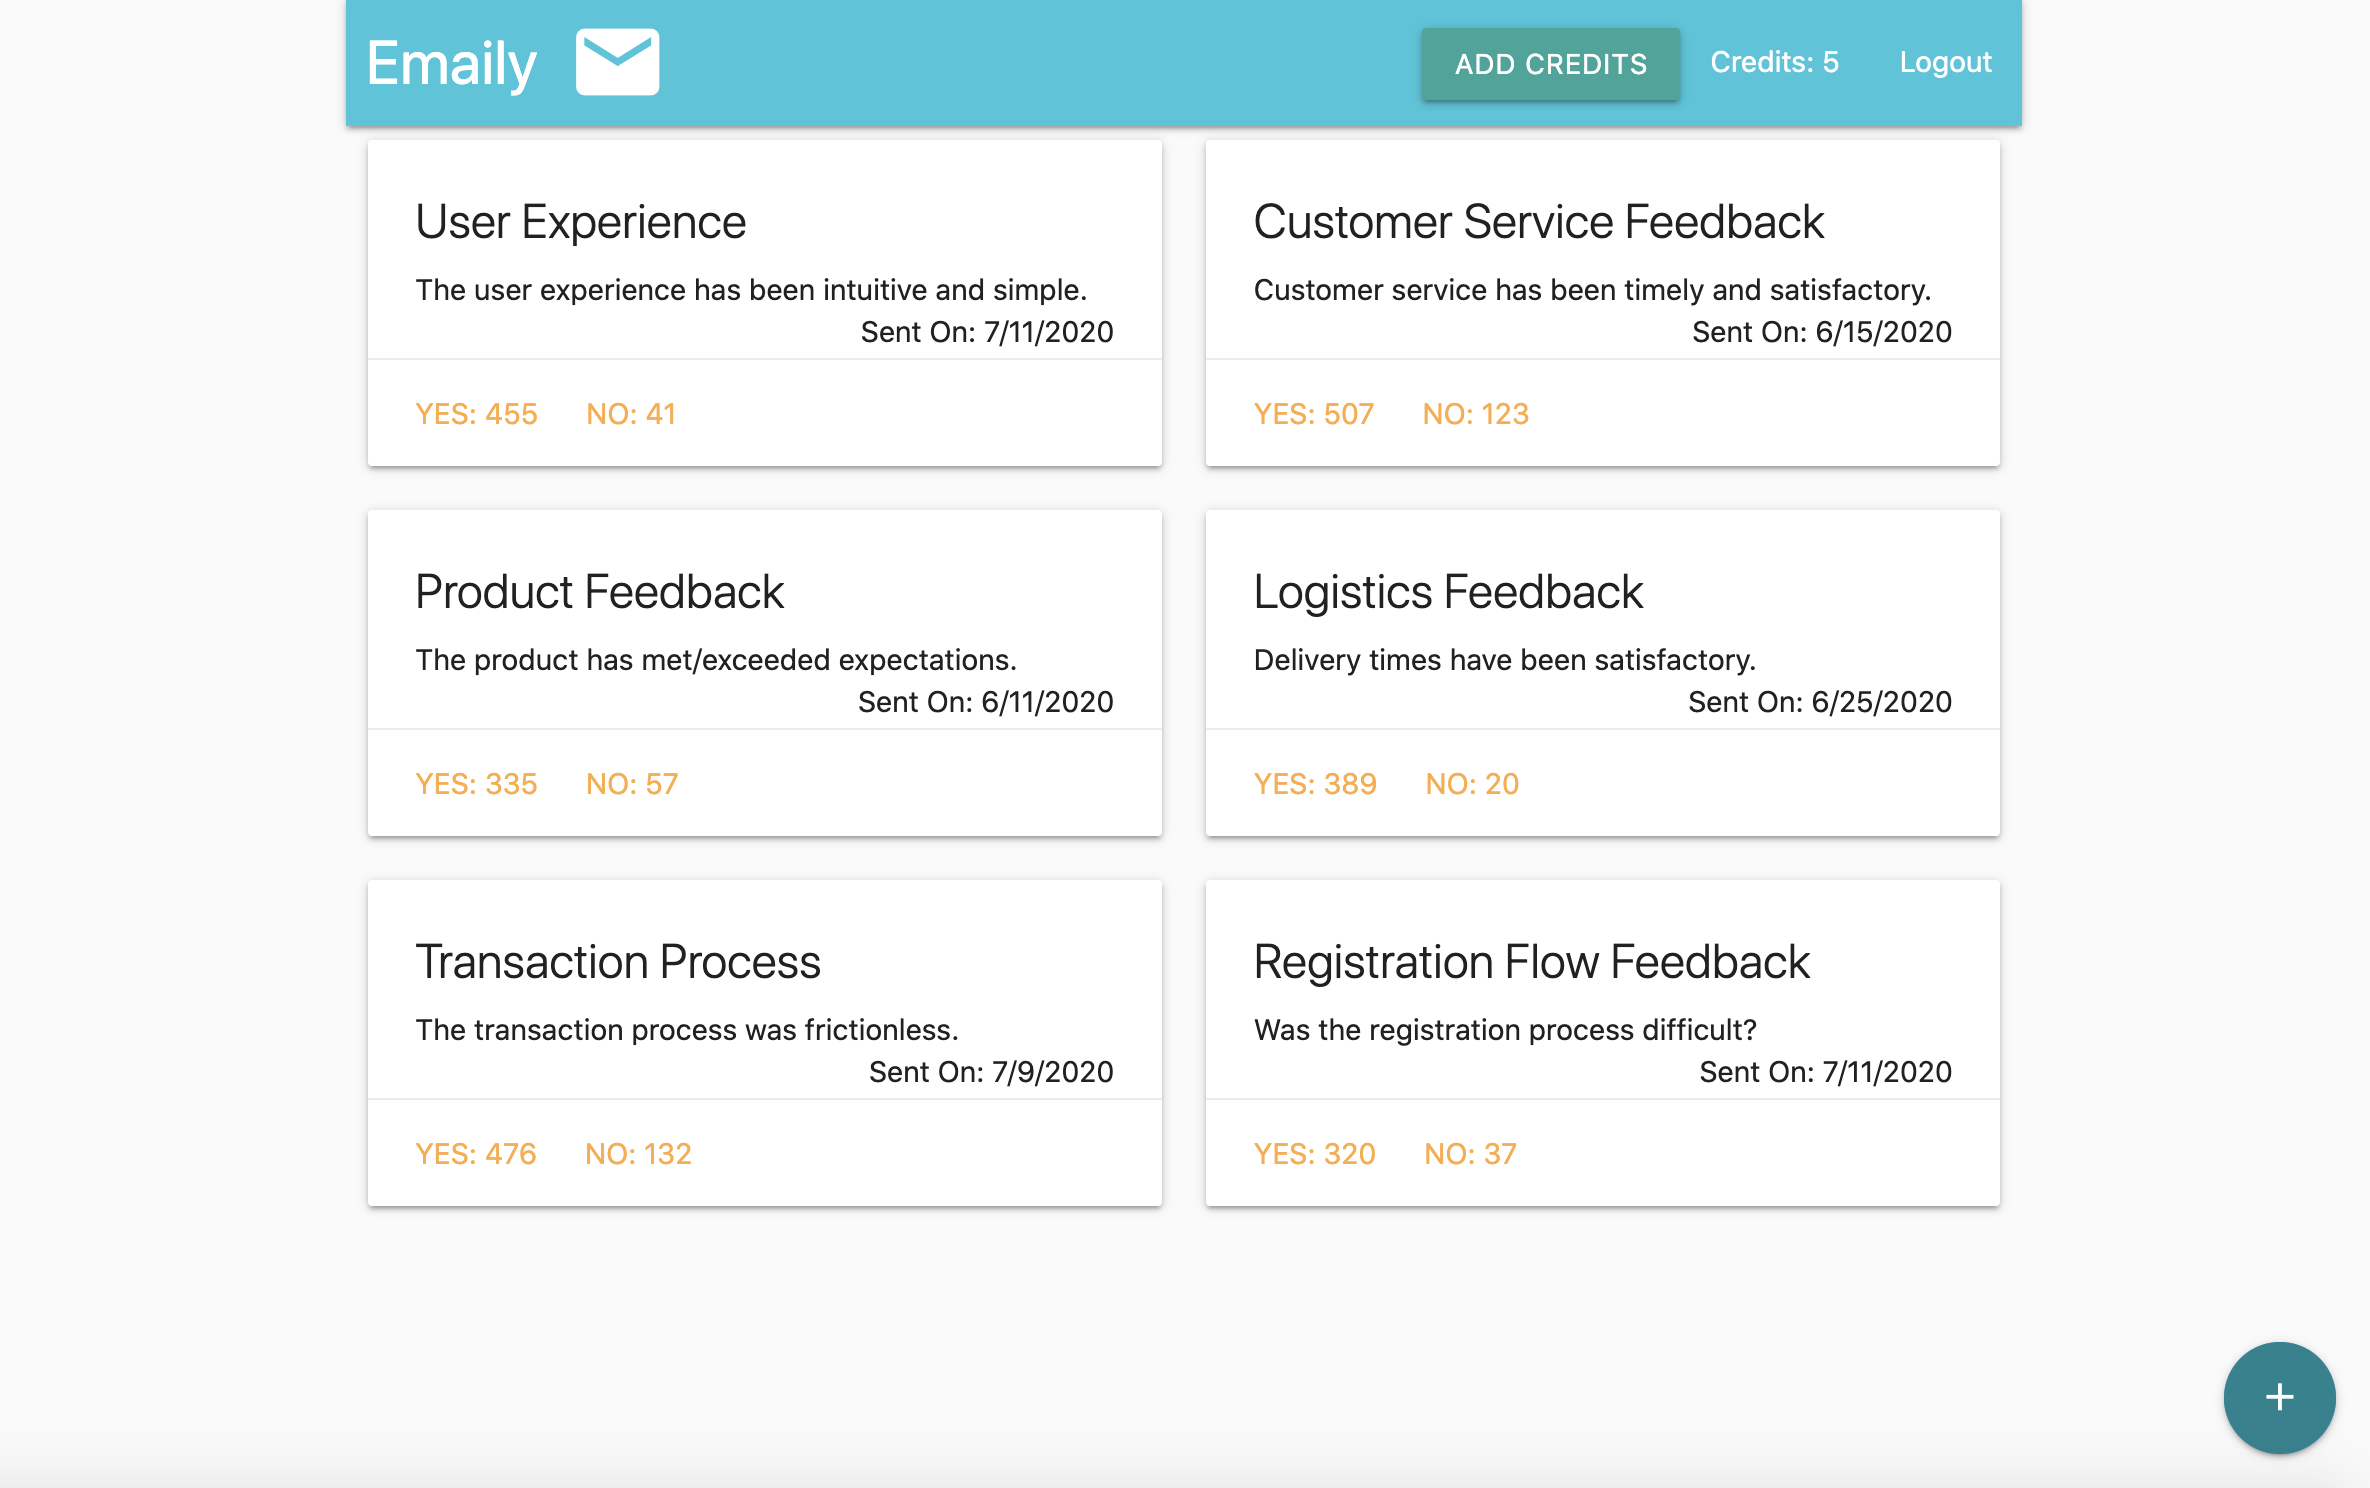 Emaily
ADD CREDITS
Credits: 5
Logout
User Experience
The user experience has been intuitive and simple.
Sent On: 7/11/2020
YES: 455 NO: 41
Customer Service Feedback
Customer service has been timely and satisfactory.
Sent On: 6/15/2020
YES: 507 NO: 123
Product Feedback
The product has met/exceeded expectations.
Sent On: 6/11/2020
YES: 335 NO: 57
Logistics Feedback
Delivery times have been satisfactory.
Sent On: 6/25/2020
YES: 389 NO: 20
Transaction Process
The transaction process was frictionless.
Sent On: 7/9/2020
YES: 476 NO: 132
Registration Flow Feedback
Was the registration process difficult?
Sent On: 7/11/2020
YES: 320 NO: 37
+